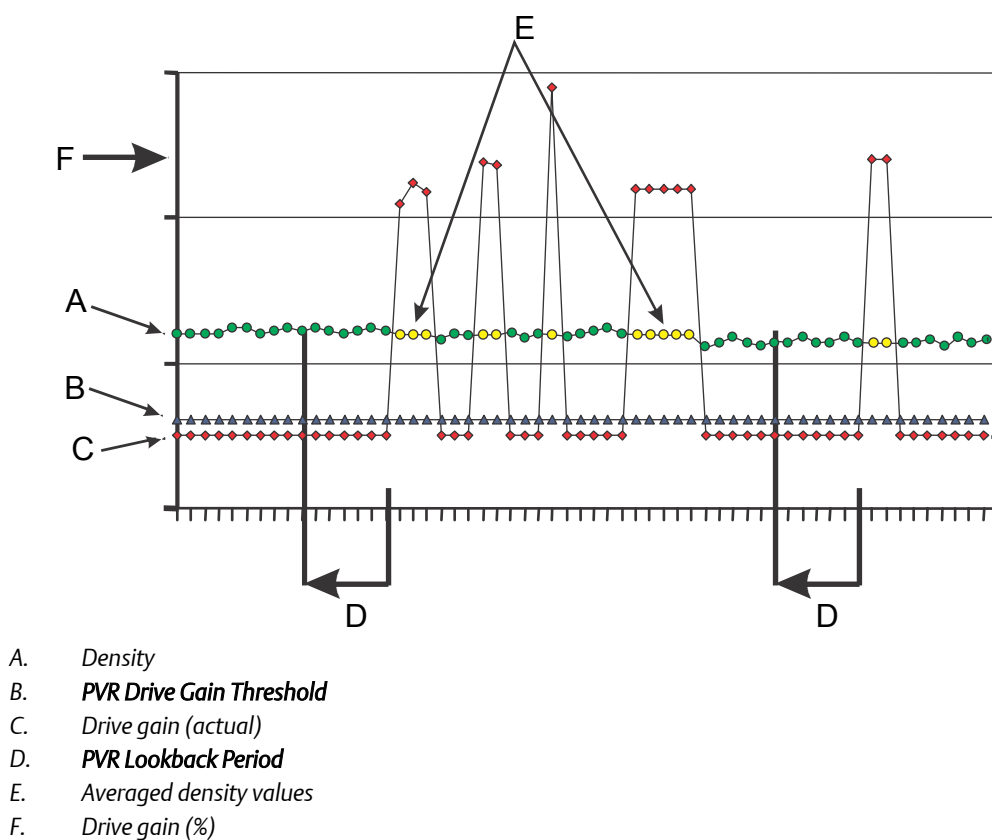 E
F
A
B
C
D D
A. Density
B. PVR Drive Gain Threshold
C. Drive gain (actual)
D. PVR Lookback Period
E. Averaged density values
F. Drive gain (%)